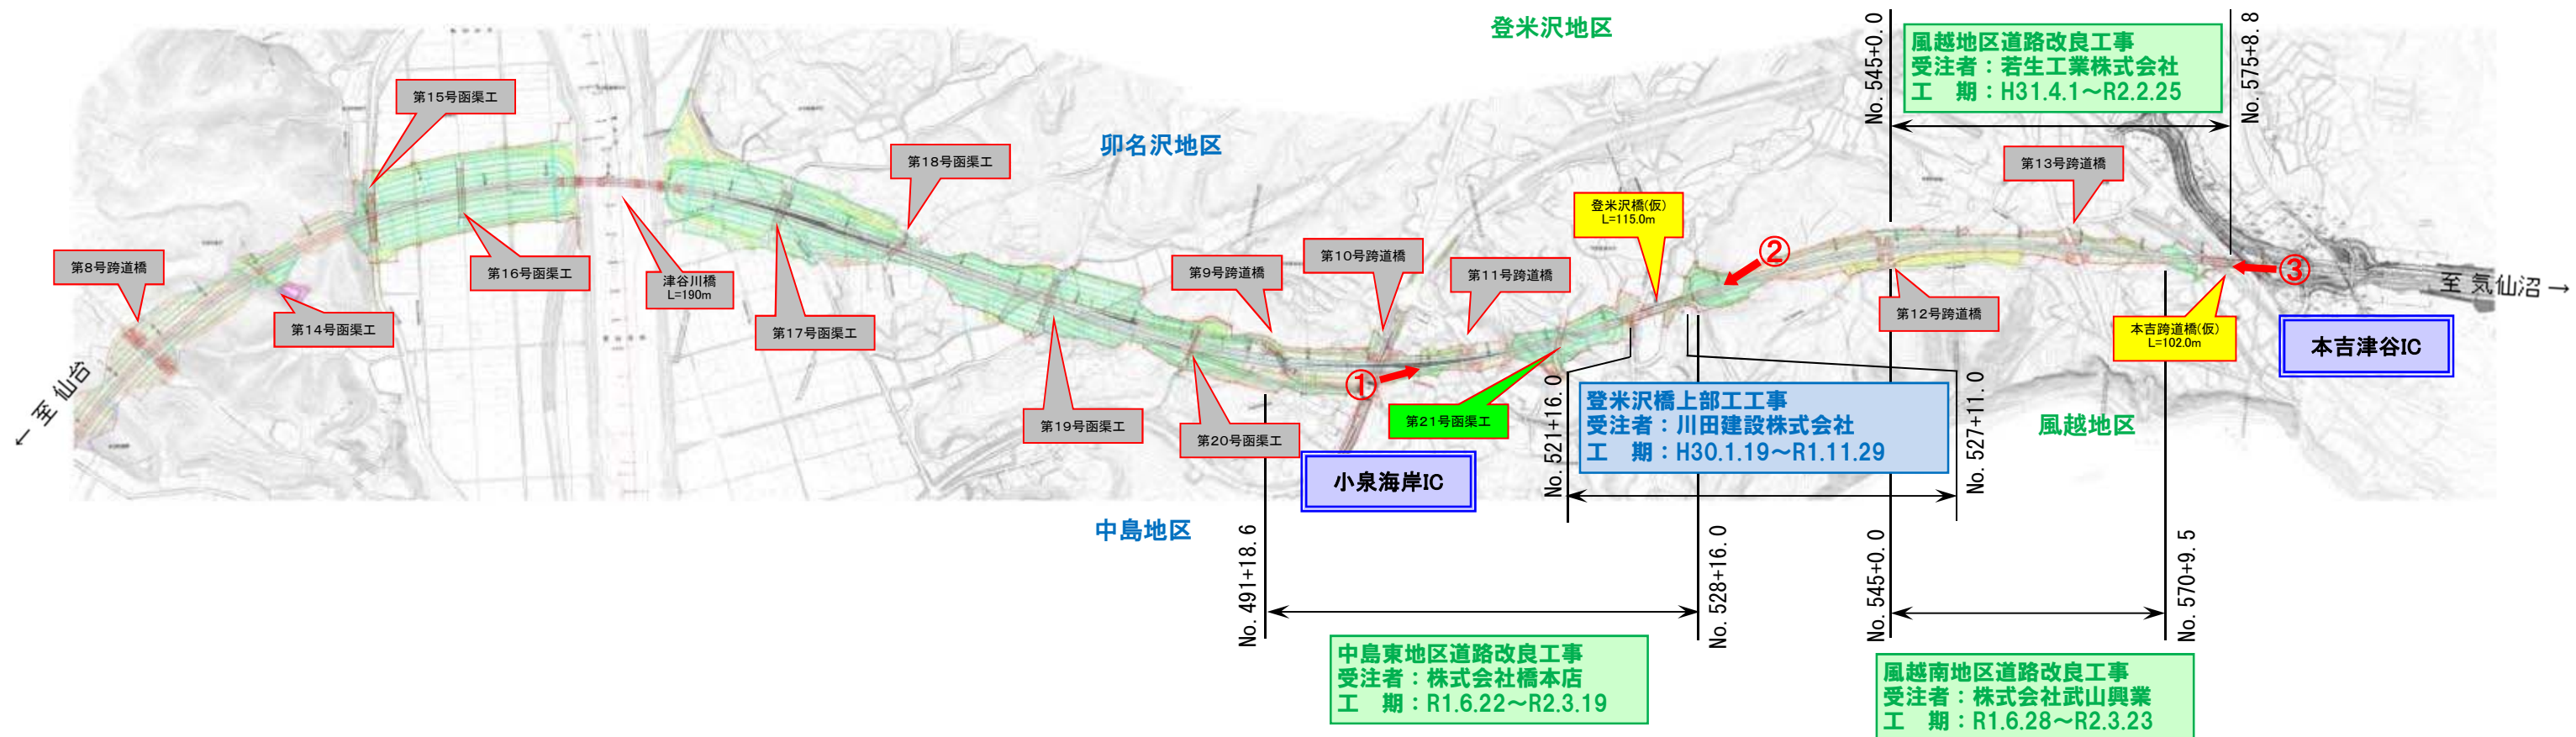 登米沢地区
No. 545+0.0
風越地区道路改良工事
受注者：若生工業株式会社
工　期：H31.4.1～R2.2.25
No. 575+8.8
第15号函渠工
卯名沢地区
第18号函渠工
第13号跨道橋
登米沢橋(仮)
L=115.0m
②
第8号跨道橋
第16号函渠工
津谷川橋
L=190m
第9号跨道橋
第10号跨道橋
第11号跨道橋
③
至 気仙沼 →
第14号函渠工
第17号函渠工
第12号跨道橋
本吉跨道橋(仮)
L=102.0m
本吉津谷IC
← 至 仙台
①
第19号函渠工
第20号函渠工
第21号函渠工
No. 521+16.0
登米沢橋上部工工事
受注者：川田建設株式会社
工　期：H30.1.19～R1.11.29
No. 527+11.0
風越地区
小泉海岸IC
中島地区
No. 491+18.6
No. 528+16.0
No. 545+0.0
No. 570+9.5
中島東地区道路改良工事
受注者：株式会社橋本店
工　期：R1.6.22～R2.3.19
風越南地区道路改良工事
受注者：株式会社武山興業
工　期：R1.6.28～R2.3.23